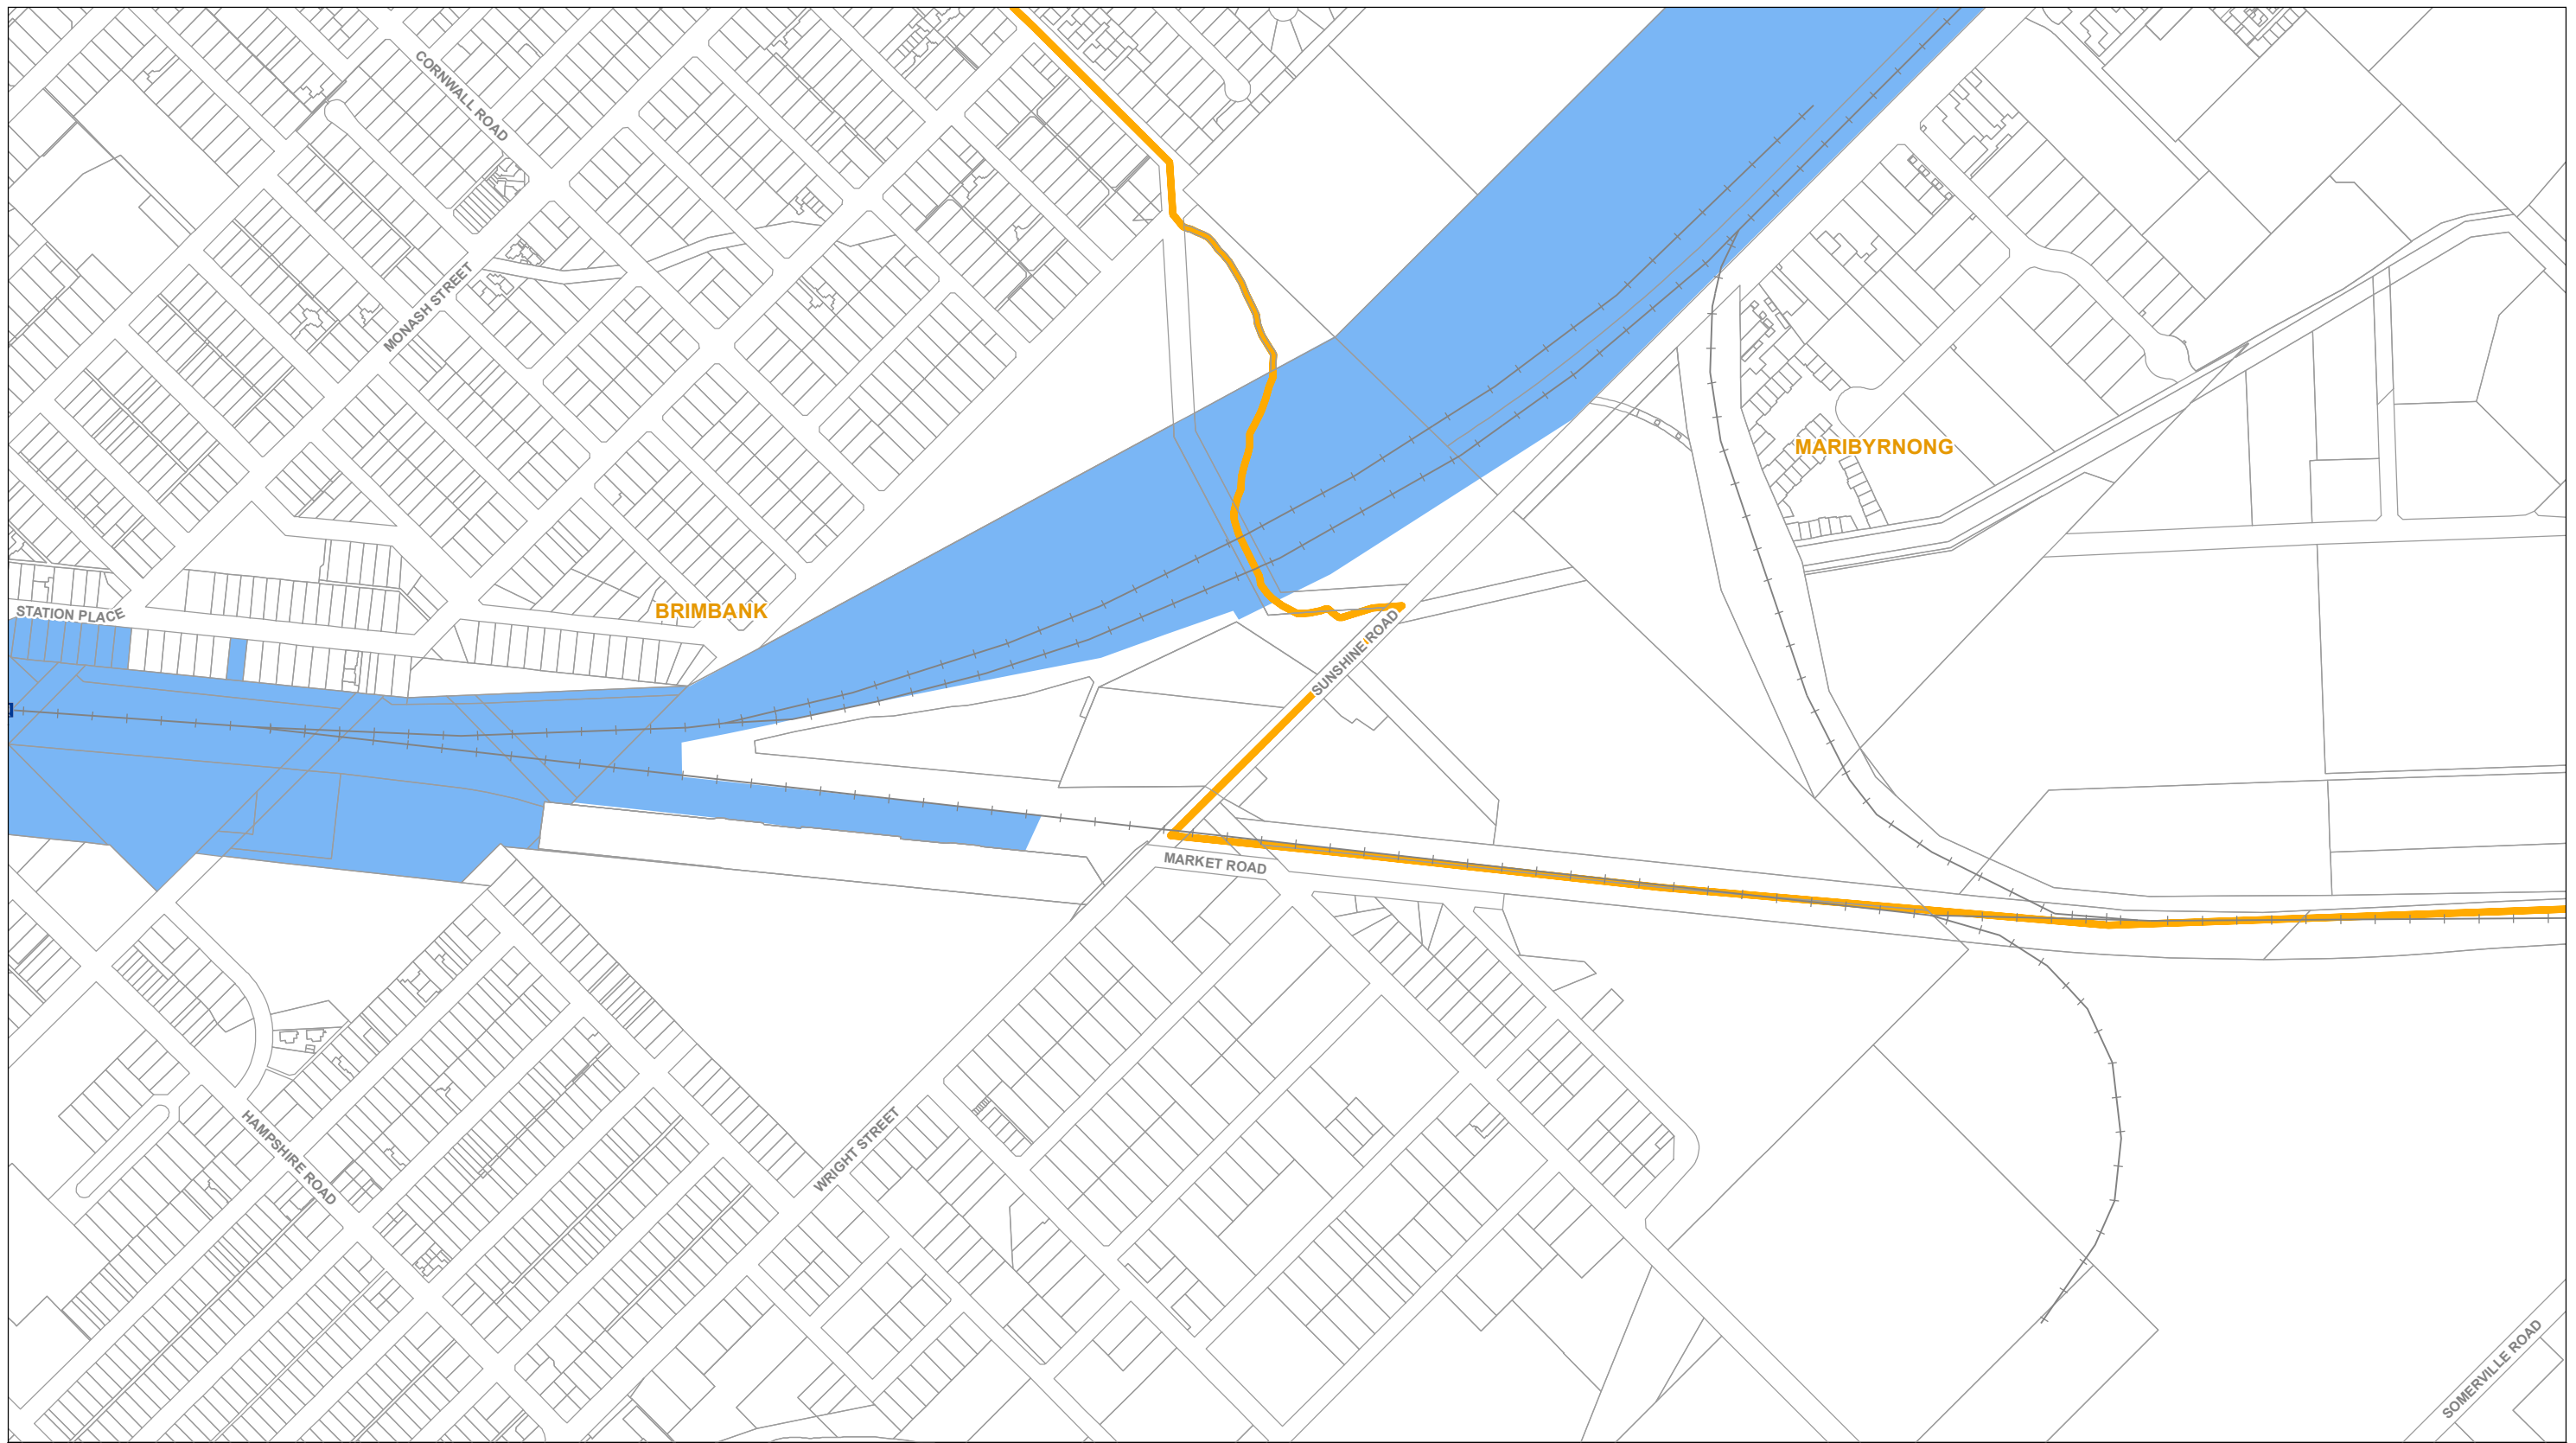 CORNWALL ROAD
MONASH STREET
MARIBYRNONG
STATION PLACE
BRIMBANK
SUNSHINE ROAD
MARKET ROAD
HAMPSHIRE ROAD
WRIGHT STREET
SOMERVILLE ROAD